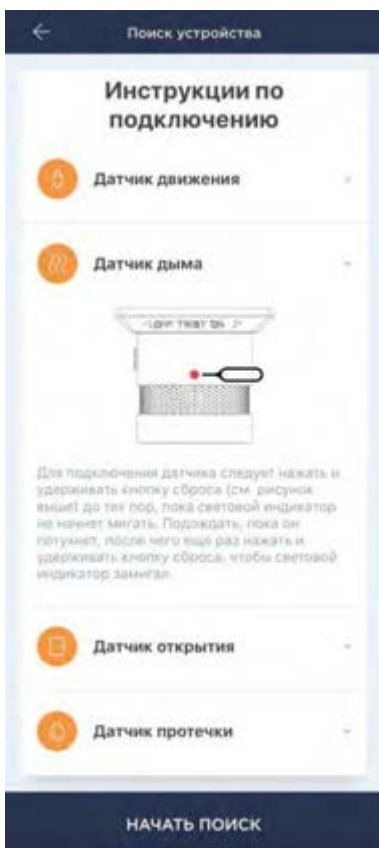 Поиск устройства
Инструкции по
подключению
Датчик движения
Датчик дыма
TWIST ON
Для подключения датчика следует нажать и
удерживать кнопку сброса (см. рисунок
выше) до тех пор, пока световой индикатор
не начнет мигать. Подождать, пока он
потухнет, после чего еще раз нажать и
удерживать кнопку сброса, чтобы световой
индикатор замигал.
Датчик открытия
Датчик протечки
НАЧАТЬ ПОИСК